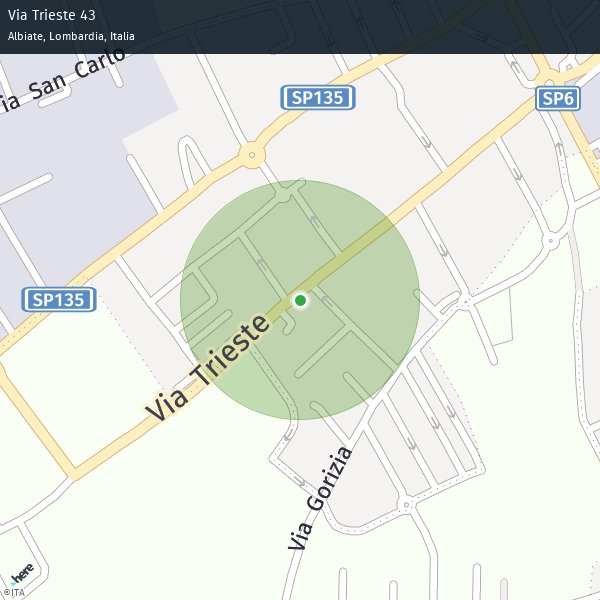 Via Trieste 43
Albiate, Lombardia, Italia
ia San Carlo
SP135
SP6
SP135
Via Trieste
Via Gorizia
here
©ITA